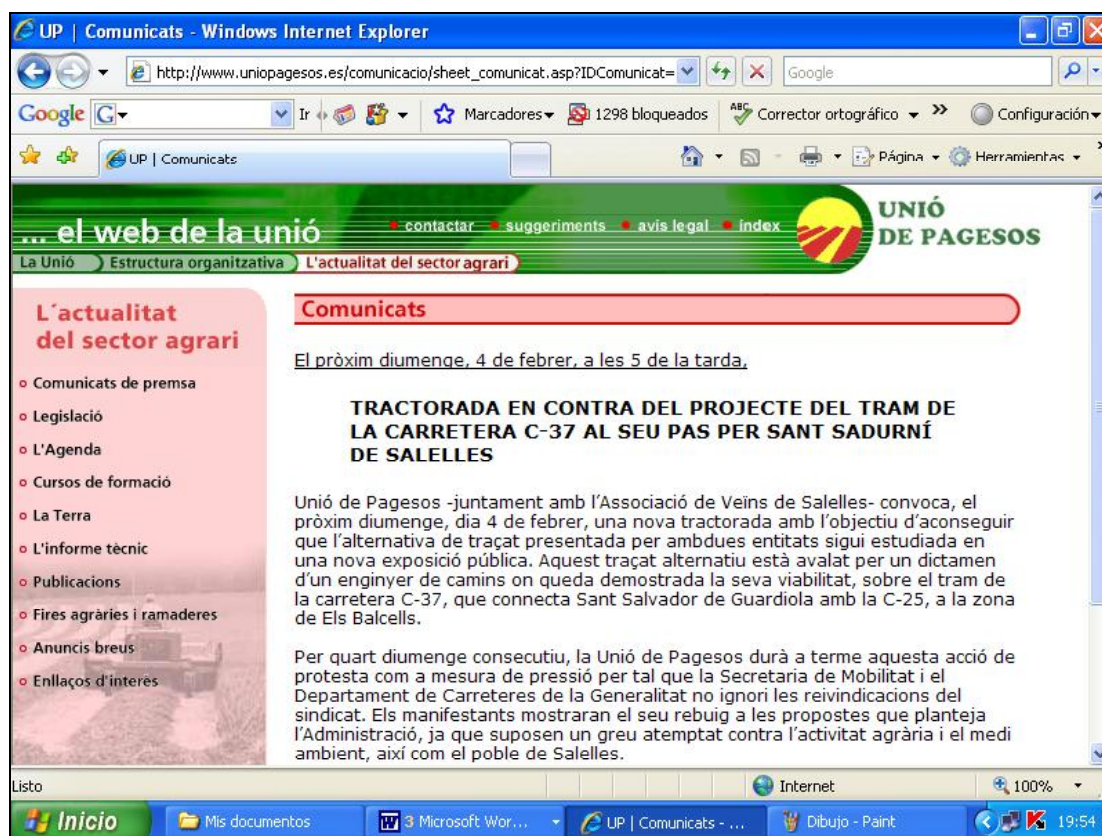 UP | Comunicats - Windows Internet Explorer
http://www.uniopagesos.es/comunicacio/sheet_comunicat.asp?IDComunicat=
Google
Google G Ir Marcadores 1298 bloqueados ABC Corrector ortográfico » Configuración
UP | Comunicats Página Herramientas
... el web de la unió
contactar suggeriments avis legal índex
UNIÓ
DE PAGESOS
La Unió Estructura organitzativa L'actualitat del sector agrari
L´actualitat
del sector agrari
Comunicats de premsa
Legislació
L'Agenda
Cursos de formació
La Terra
L'informe tècnic
Publicacions
Fires agràries i ramaderes
Anuncis breus
Enllaços d'interès
Comunicats
El pròxim diumenge, 4 de febrer, a les 5 de la tarda,
TRACTORADA EN CONTRA DEL PROJECTE DEL TRAM DE
LA CARRETERA C-37 AL SEU PAS PER SANT SADURNÍ
DE SALELLES
Unió de Pagesos -juntament amb l’Associació de Veïns de Salelles- convoca, el
pròxim diumenge, dia 4 de febrer, una nova tractorada amb l’objectiu d’aconseguir
que l’alternativa de traçat presentada per ambdues entitats sigui estudiada en
una nova exposició pública. Aquest traçat alternatiu està avalat per un dictamen
d’un enginyer de camins on queda demostrada la seva viabilitat, sobre el tram de
la carretera C-37, que connecta Sant Salvador de Guardiola amb la C-25, a la zona
de Els Balcells.
Per quart diumenge consecutiu, la Unió de Pagesos durà a terme aquesta acció de
protesta com a mesura de pressió per tal que la Secretaria de Mobilitat i el
Departament de Carreteres de la Generalitat no ignori les reivindicacions del
sindicat. Els manifestants mostraran el seu rebuig a les propostes que planteja
l’Administració, ja que suposen un greu atemptat contra l’activitat agrària i el medi
ambient, així com el poble de Salelles.
Listo Internet 100%
Inicio Mis documentos 3 Microsoft Wor... UP | Comunicats - ... Dibujo - Paint 19:54